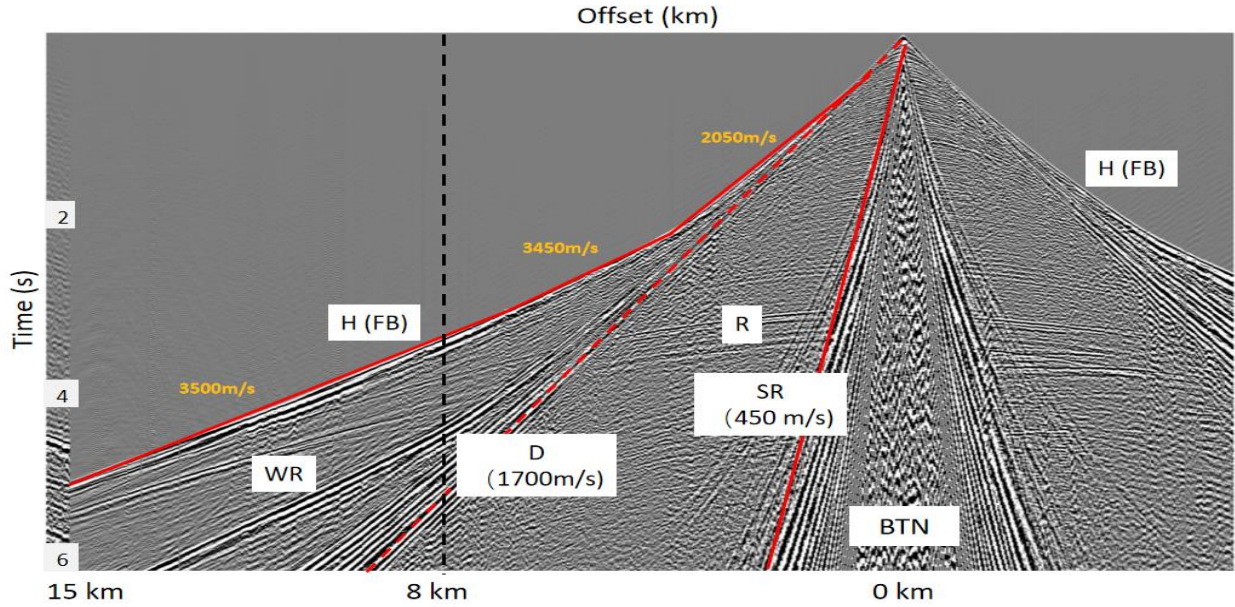 Offset (km)
2050m/s
H (FB)
2
3450m/s
Time (s)
H (FB)
R
3500m/s
4
SR
（450 m/s)
D
（1700m/s)
WR
BTN
6
15 km
8 km
0 km